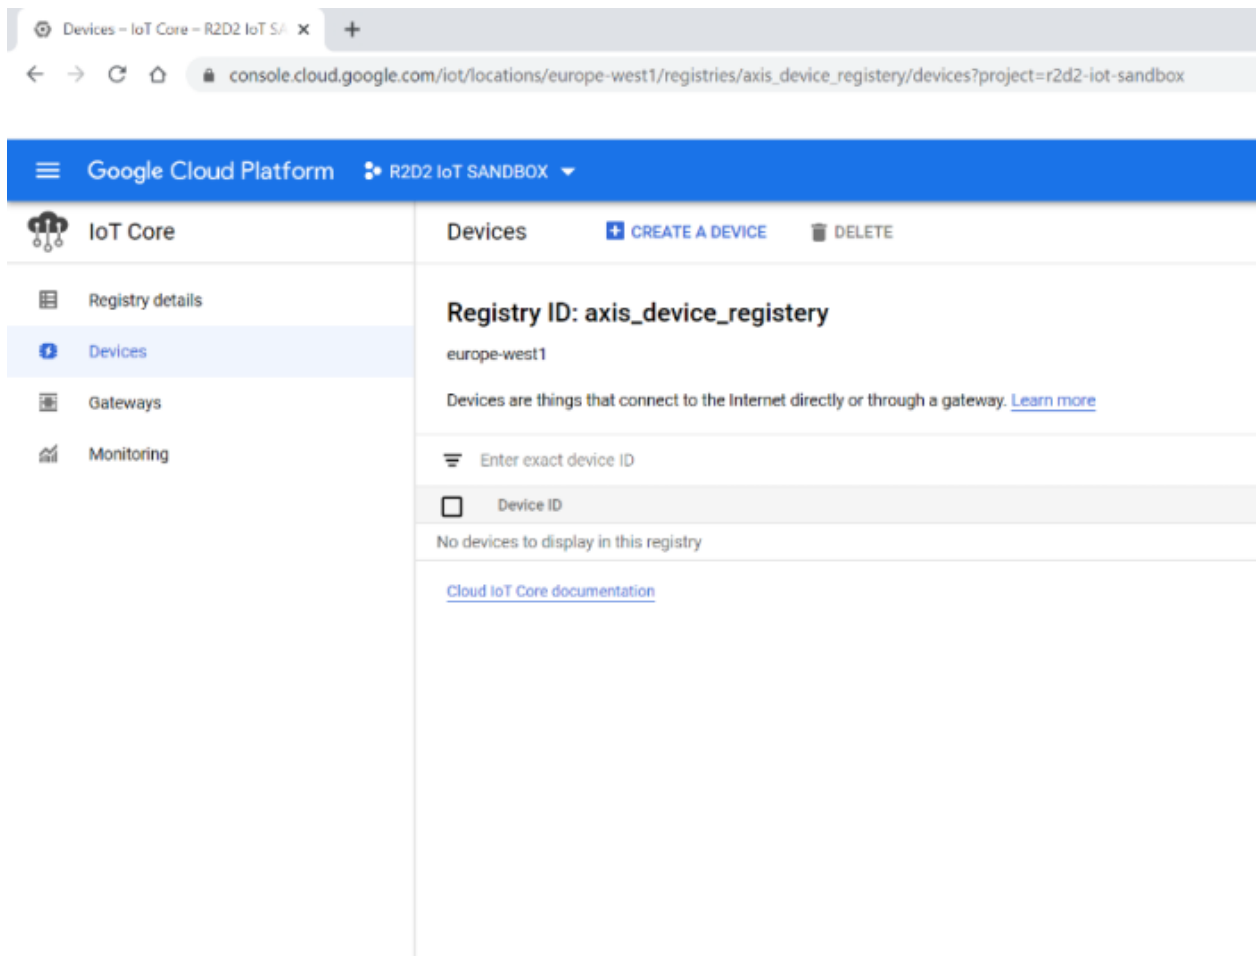 Devices – IoT Core – R2D2 IoT SA
console.cloud.google.com/iot/locations/europe-west1/registries/axis_device_registery/devices?project=r2d2-iot-sandbox
Google Cloud Platform R2D2 IoT SANDBOX
IoT Core
Devices CREATE A DEVICE DELETE
Registry details
Devices
Gateways
Monitoring
Registry ID: axis_device_registery
europe-west1
Devices are things that connect to the Internet directly or through a gateway. Learn more
Enter exact device ID
Device ID
No devices to display in this registry
Cloud IoT Core documentation